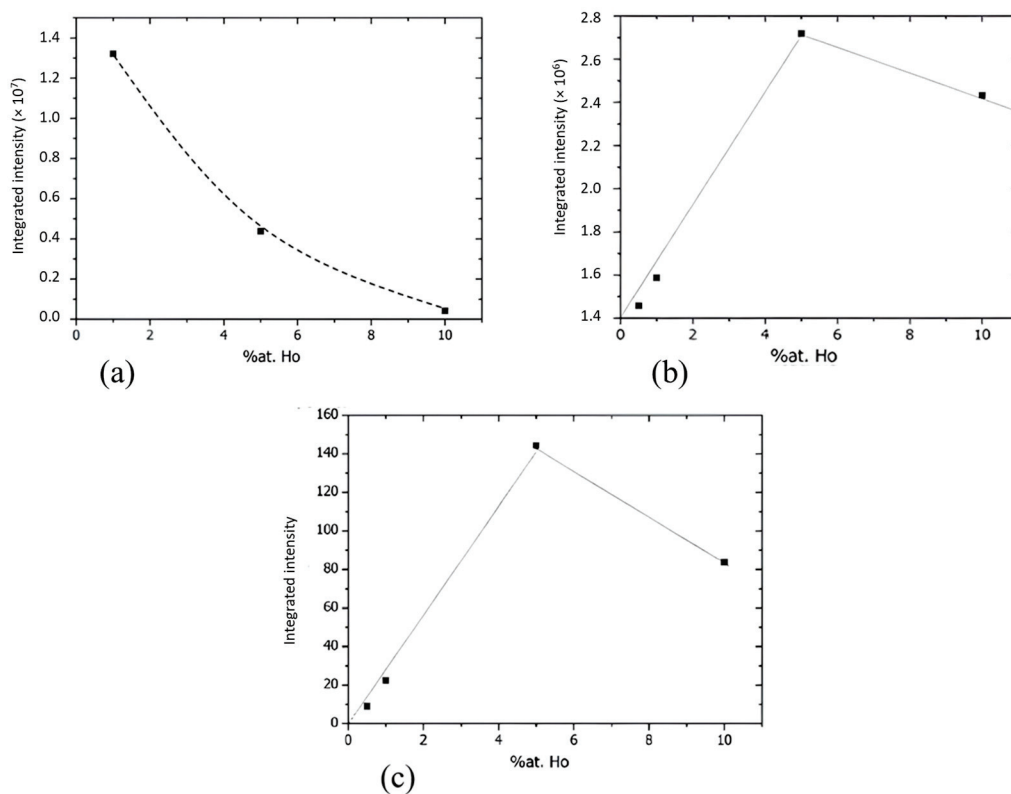 Integrated intensity (× 10⁷)
1.4
1.2
1.0
0.8
0.6
0.4
0.2
0.0
0 2 4 6 8 10
%at. Ho
(a)
Integrated intensity (× 10⁶)
2.8
2.6
2.4
2.2
2.0
1.8
1.6
1.4
0 2 4 6 8 10
%at. Ho
(b)
Integrated intensity
160
140
120
100
80
60
40
20
0
0 2 4 6 8 10
%at. Ho
(c)